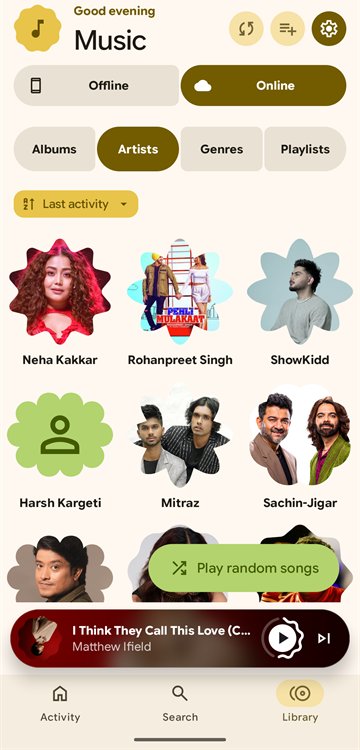 Good evening
Music
Offline
Online
Albums
Artists
Genres
Playlists
A
Z
Last activity
PEHLI
MULAKAAT
Neha Kakkar
Rohanpreet Singh
ShowKidd
Harsh Kargeti
Mitraz
Sachin-Jigar
Play random songs
I Think They Call This Love (C...
Matthew Ifield
Activity
Search
Library